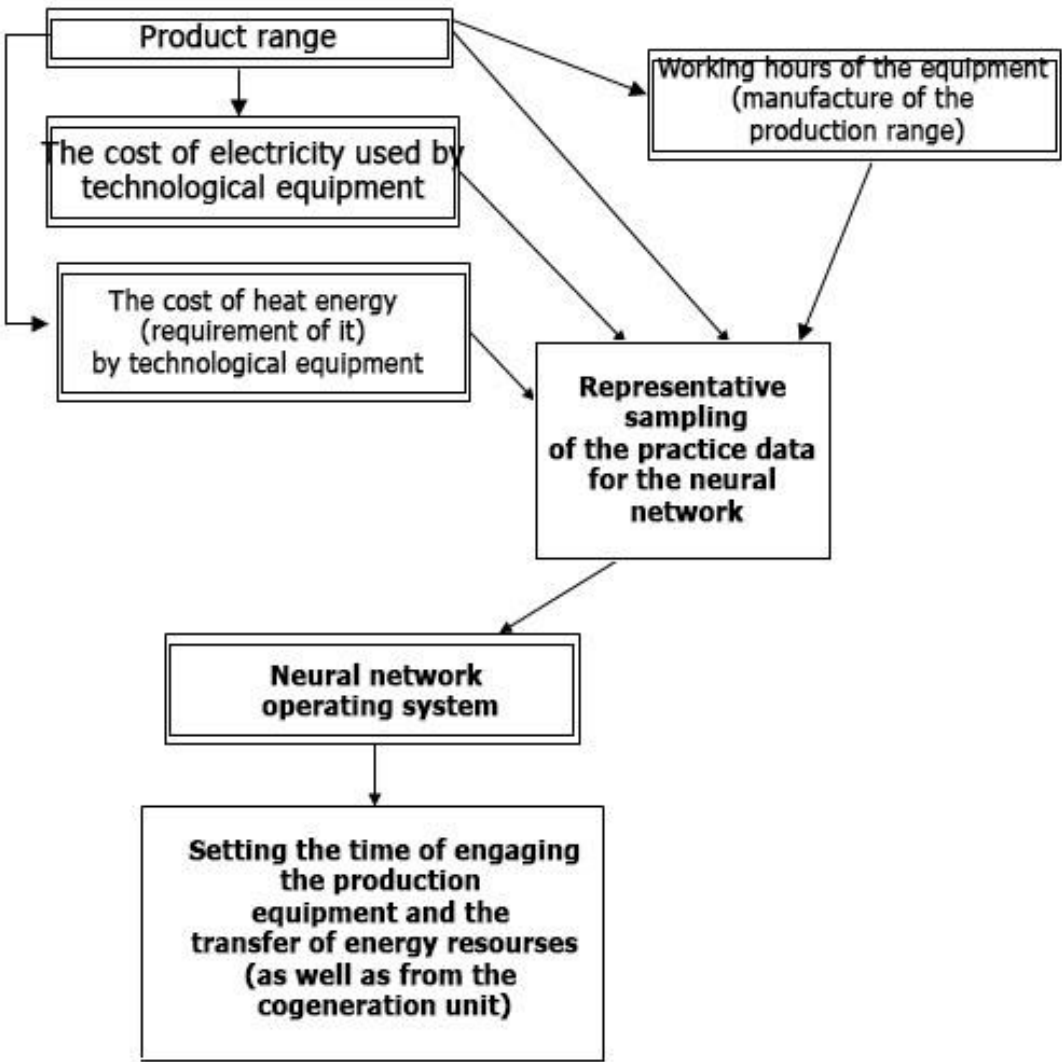 Product range
Working hours of the equipment
(manufacture of the
production range)
The cost of electricity used by
technological equipment
The cost of heat energy
(requirement of it)
by technological equipment
Representative
sampling
of the practice data
for the neural
network
Neural network
operating system
Setting the time of engaging
the production
equipment and the
transfer of energy resourses
(as well as from the
cogeneration unit)